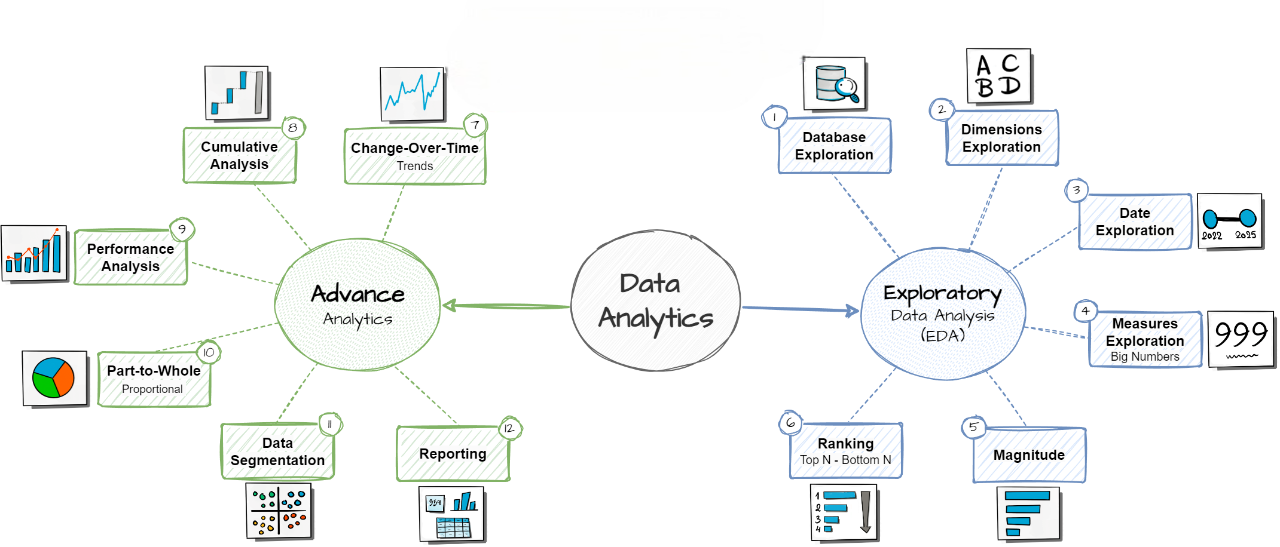 Data
Analytics
Exploratory
Data Analysis
(EDA)
1
Database
Exploration
2
Dimensions
Exploration
A C
B D
3
Date
Exploration
2022 2025
4
Measures
Exploration
Big Numbers
999
5
Magnitude
6
Ranking
Top N - Bottom N
1
2
3
4
Advance
Analytics
7
Change-Over-Time
Trends
8
Cumulative
Analysis
9
Performance
Analysis
10
Part-to-Whole
Proportional
11
Data
Segmentation
12
Reporting